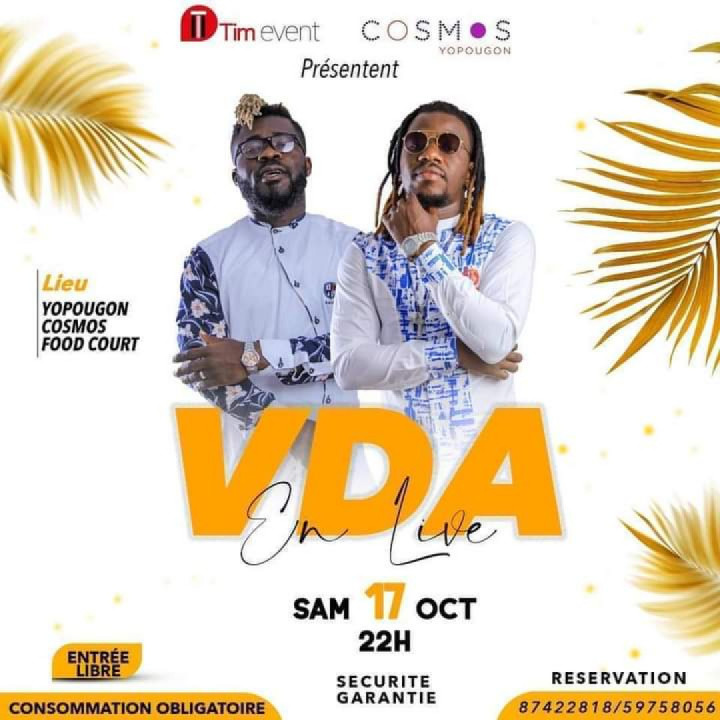 Tim event
COSMOS
YOPOUGON
Présentent
Lieu
YOPOUGON
COSMOS
FOOD COURT
VDA
En Live
SAM 17 OCT
22H
ENTRÉE
LIBRE
CONSOMMATION OBLIGATOIRE
SECURITE
GARANTIE
RESERVATION
87422818/59758056